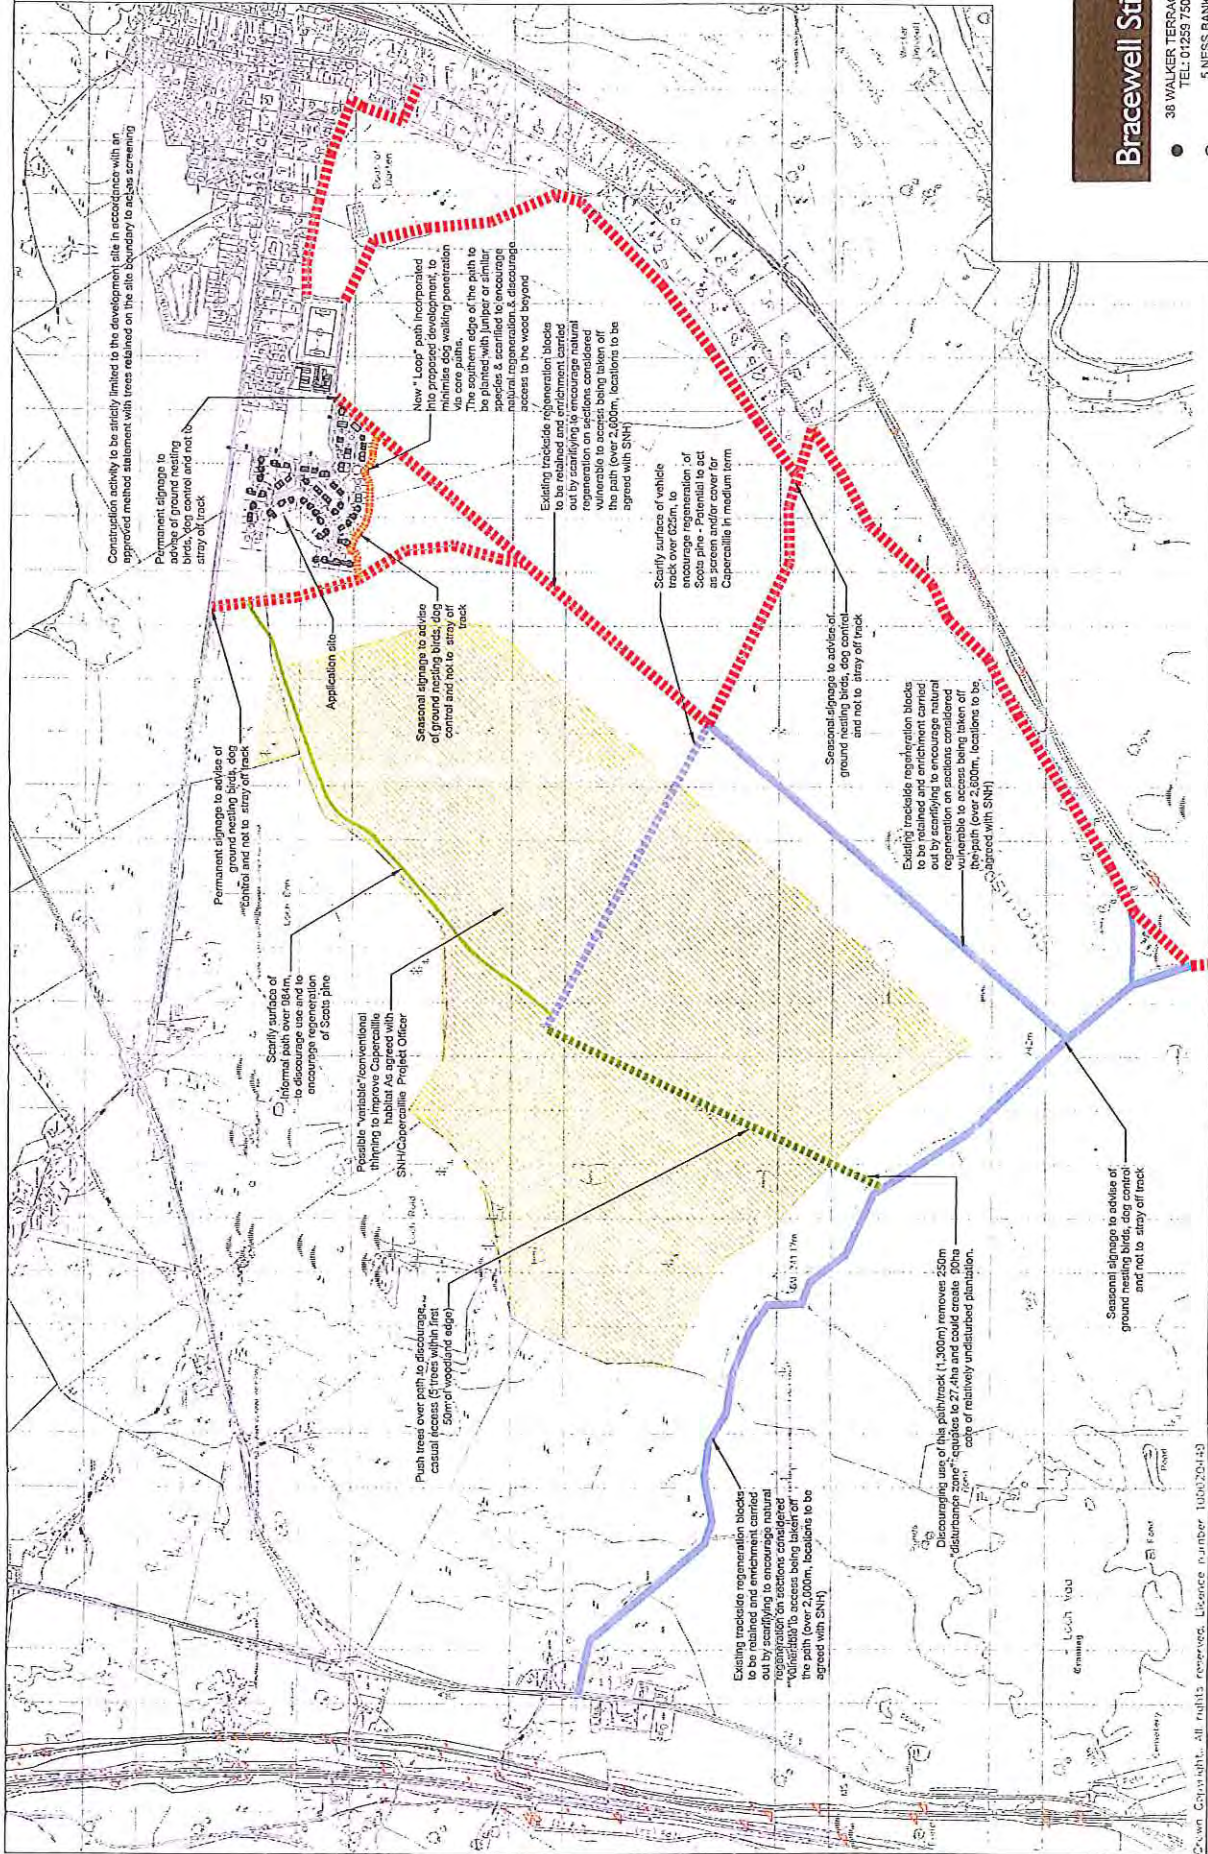 Construction activity to be strictly limited to the development site in accordance with an
approved method statement with trees retained on the site boundary to act as screening
Permanent signage to
advise of ground nesting
birds, dog control and not to
stray off track
New "Loop" path incorporated
into proposed development, to
minimise dog walking penetration
via core paths.
The southern edge of the path to
be planted with juniper or similar
species & scarified to encourage
natural regeneration & discourage
access to the wood beyond
Boat of
Garten
Permanent signage to advise of
ground nesting birds, dog
control and not to stray off track
Application site
Seasonal signage to advise
of ground nesting birds, dog
control and not to stray off
track
Existing trackside regeneration blocks
to be retained and enrichment carried
out by scarifying to encourage natural
regeneration on sections considered
vulnerable to access being taken off
the path (over 2,600m, locations to be
agreed with SNH)
Scarify surface of vehicle
track over 625m, to
encourage regeneration of
Scots pine - Potential to act
as screen and/or cover for
Capercaillie in medium term
Seasonal signage to advise of
ground nesting birds, dog control
and not to stray off track
Scarify surface of
informal path over 984m,
to discourage use and to
encourage regeneration
of Scots pine
Possible "variable"/conventional
thinning to improve Capercaillie
habitat As agreed with
SNH/Capercaillie Project Officer
Existing trackside regeneration blocks
to be retained and enrichment carried
out by scarifying to encourage natural
regeneration on sections considered
vulnerable to access being taken off
the path (over 2,600m, locations to be
agreed with SNH)
Push trees over path to discourage
casual access (5 trees within first
50m of woodland edge)
Discouraging use of this path/track (1,300m) removes 250m
"disturbance zone" equates to 27.4ha and could create 90ha
core of relatively undisturbed plantation.
Seasonal signage to advise of
ground nesting birds, dog control
and not to stray off track
Existing trackside regeneration blocks
to be retained and enrichment carried
out by scarifying to encourage natural
regeneration on sections considered
vulnerable to access being taken off
the path (over 2,000m, locations to be
agreed with SNH)
Loch Vaa
Crannog
Cemetery
Pond
Crown Copyright. All rights reserved. Licence number 100020449
Bracewell Sti
38 WALKER TERRAC
TEL: 01259 750
5 NESS BANK